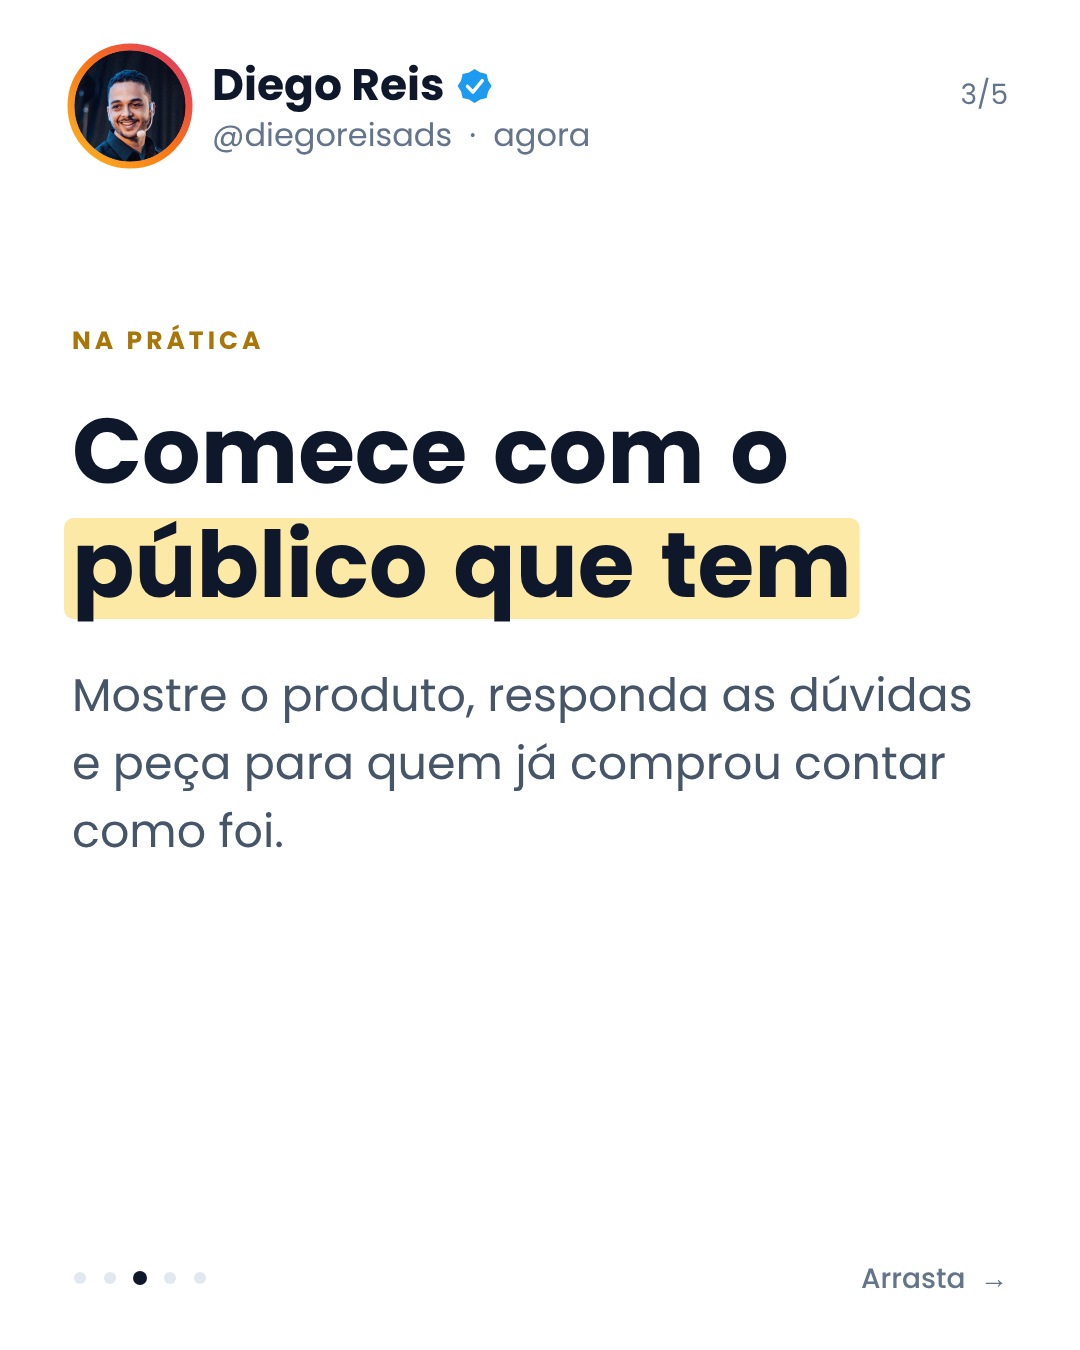 Diego Reis
@diegoreisads · agora
3/5
NA PRÁTICA
Comece com o
público que tem
Mostre o produto, responda as dúvidas
e peça para quem já comprou contar
como foi.
Arrasta →